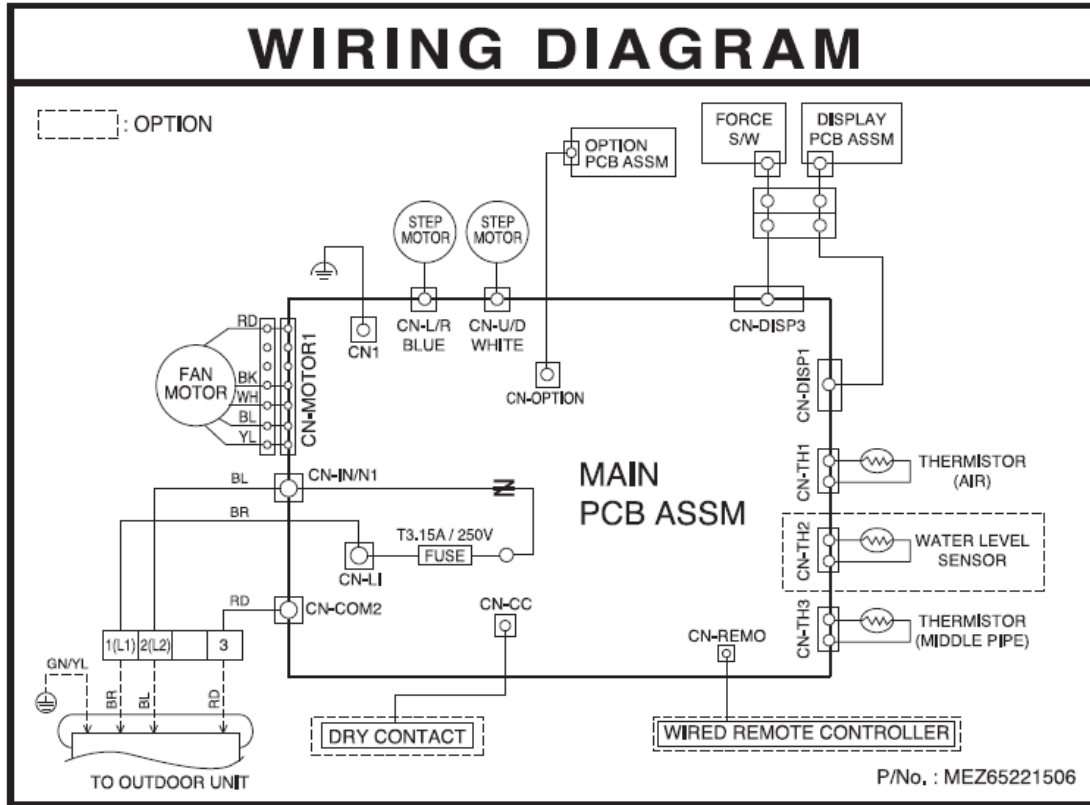 WIRING DIAGRAM
: OPTION
OPTION
PCB ASSM
FORCE
S/W
DISPLAY
PCB ASSM
STEP
MOTOR
STEP
MOTOR
CN1
CN-L/R
BLUE
CN-U/D
WHITE
CN-OPTION
CN-DISP3
CN-DISP1
FAN
MOTOR
RD
BK
WH
BL
YL
CN-MOTOR1
MAIN
PCB ASSM
CN-TH1
THERMISTOR
(AIR)
CN-TH2
WATER LEVEL
SENSOR
CN-TH3
THERMISTOR
(MIDDLE PIPE)
BL
CN-IN/N1
BR
T3.15A / 250V
FUSE
CN-LI
RD
CN-COM2
CN-CC
CN-REMO
1(L1)
2(L2)
3
GN/YL
BR
BL
RD
TO OUTDOOR UNIT
DRY CONTACT
WIRED REMOTE CONTROLLER
P/No. : MEZ65221506